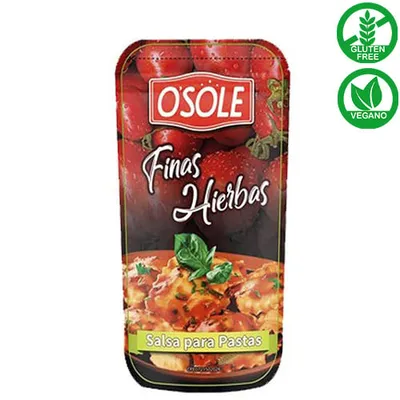 GLUTEN
FREE
VEGANO
O'SOLE
Finas
Hierbas
Salsa para Pastas